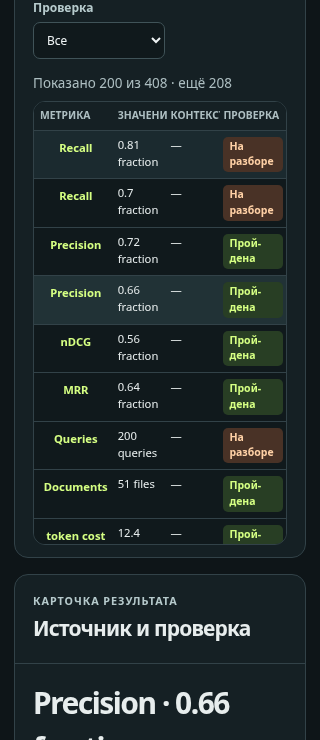 Проверка
Все
Показано 200 из 408 · ещё 208
МЕТРИКА ЗНАЧЕНИ КОНТЕКС ПРОВЕРКА
Recall 0.81 — На
fraction разборе
Recall 0.7 — На
fraction разборе
Precision 0.72 — Прой-
fraction дена
Precision 0.66 — Прой-
fraction дена
nDCG 0.56 — Прой-
fraction дена
MRR 0.64 — Прой-
fraction дена
Queries 200 — На
queries разборе
Documents 51 files — Прой-
дена
token cost 12.4 — Прой-
КАРТОЧКА РЕЗУЛЬТАТА
Источник и проверка
Precision · 0.66